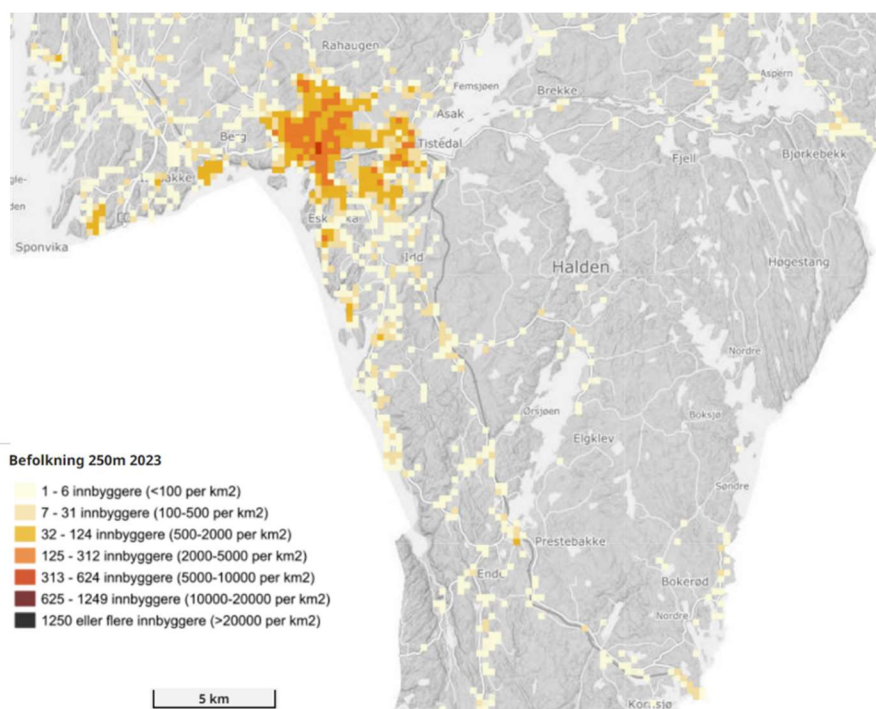 Rahaugen
Aspern
Femsjøen
Brekke
Asak
Berg
Tistedal
Fjell
Bjørkebekk
Sponvika
Idd
Halden
Høgestang
Nordre
Ørsjøen
Boksjø
Elgklev
Befolkning 250m 2023
1 - 6 innbyggere (<100 per km2)
7 - 31 innbyggere (100-500 per km2)
32 - 124 innbyggere (500-2000 per km2)
125 - 312 innbyggere (2000-5000 per km2)
313 - 624 innbyggere (5000-10000 per km2)
625 - 1249 innbyggere (10000-20000 per km2)
1250 eller flere innbyggere (>20000 per km2)
Søndre
Prestebakke
Bokerød
Nordre
5 km